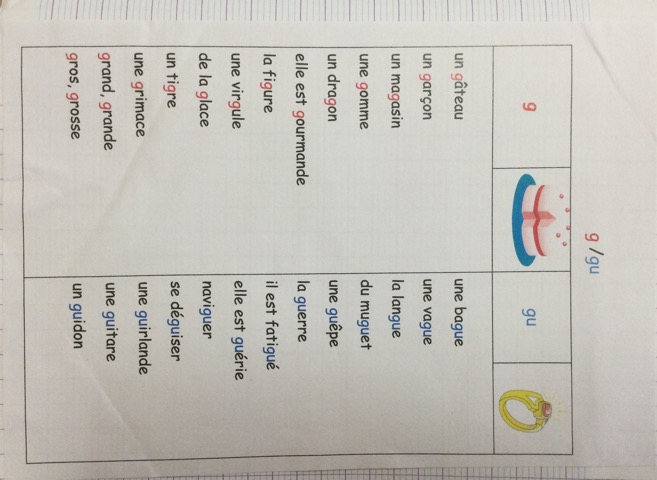 g /gu
g
un gâteau
un garçon
un magasin
une gomme
un dragon
elle est gourmande
la figure
une virgule
de la glace
un tigre
une grimace
grand, grande
gros, grosse
gu
une bague
une vague
la langue
du muguet
une guêpe
la guerre
il est fatigué
elle est guérie
naviguer
se déguiser
une guirlande
une guitare
un guidon